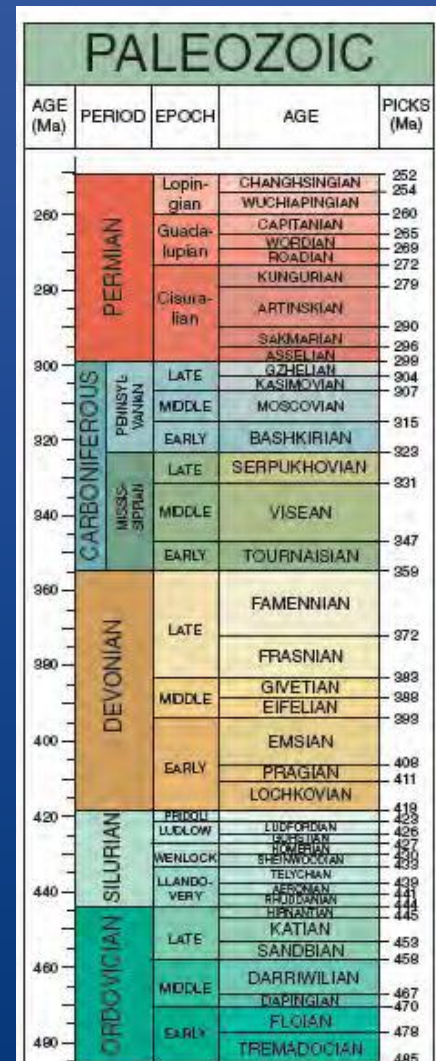 PALEOZOIC
AGE (Ma) PERIOD EPOCH AGE PICKS (Ma)
260
280
300
320
340
360
380
400
420
440
460
480
PERMIAN
CARBONIFEROUS
PENNSYL-
VANIAN
MISSIS-
SIPPIAN
DEVONIAN
SILURIAN
ORDOVICIAN
Lopin-
gian
Guada-
lupian
Cisura-
lian
LATE
MIDDLE
EARLY
LATE
MIDDLE
EARLY
LATE
MIDDLE
EARLY
PRIDOLI
LUDLOW
WENLOCK
LLANDO-
VERY
LATE
MIDDLE
EARLY
CHANGHSINGIAN
WUCHIAPINGIAN
CAPITANIAN
WORDIAN
ROADIAN
KUNGURIAN
ARTINSKIAN
SAKMARIAN
ASSELIAN
GZHELIAN
KASIMOVIAN
MOSCOVIAN
BASHKIRIAN
SERPUKHOVIAN
VISEAN
TOURNAISIAN
FAMENNIAN
FRASNIAN
GIVETIAN
EIFELIAN
EMSIAN
PRAGIAN
LOCHKOVIAN
LUDFORDIAN
GORSTIAN
HOMERIAN
SHEINWOODIAN
TELYCHIAN
AERONIAN
RHUDDANIAN
HIRNANTIAN
KATIAN
SANDBIAN
DARRIWILIAN
DAPINGIAN
FLOIAN
TREMADOCIAN
252
254
260
265
269
272
279
290
296
299
304
307
315
323
331
347
359
372
383
388
393
408
411
419
423
426
427
430
433
439
441
444
445
453
458
467
470
478
485